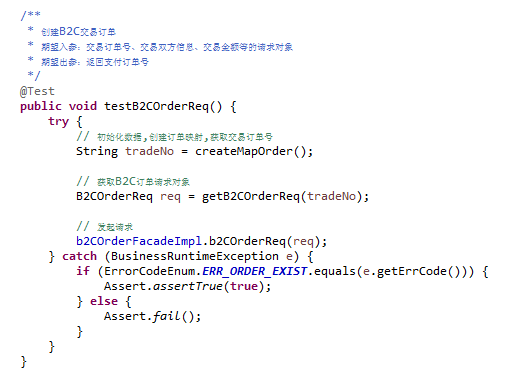 /**
 * 创建B2C交易订单
 * 期望入参: 交易订单号、交易双方信息、交易金额等的请求对象
 * 期望出参: 返回支付订单号
 */
@Test
public void testB2COrderReq() {
    try {
        // 初始化数据,创建订单映射,获取交易订单号
        String tradeNo = createMapOrder();

        // 获取B2C订单请求对象
        B2COrderReq req = getB2COrderReq(tradeNo);

        // 发起请求
        b2COrderFacadeImpl.b2COrderReq(req);
    } catch (BusinessRuntimeException e) {
        if (ErrorCodeEnum.ERR_ORDER_EXIST.equals(e.getErrCode())) {
            Assert.assertTrue(true);
        } else {
            Assert.fail();
        }
    }
}